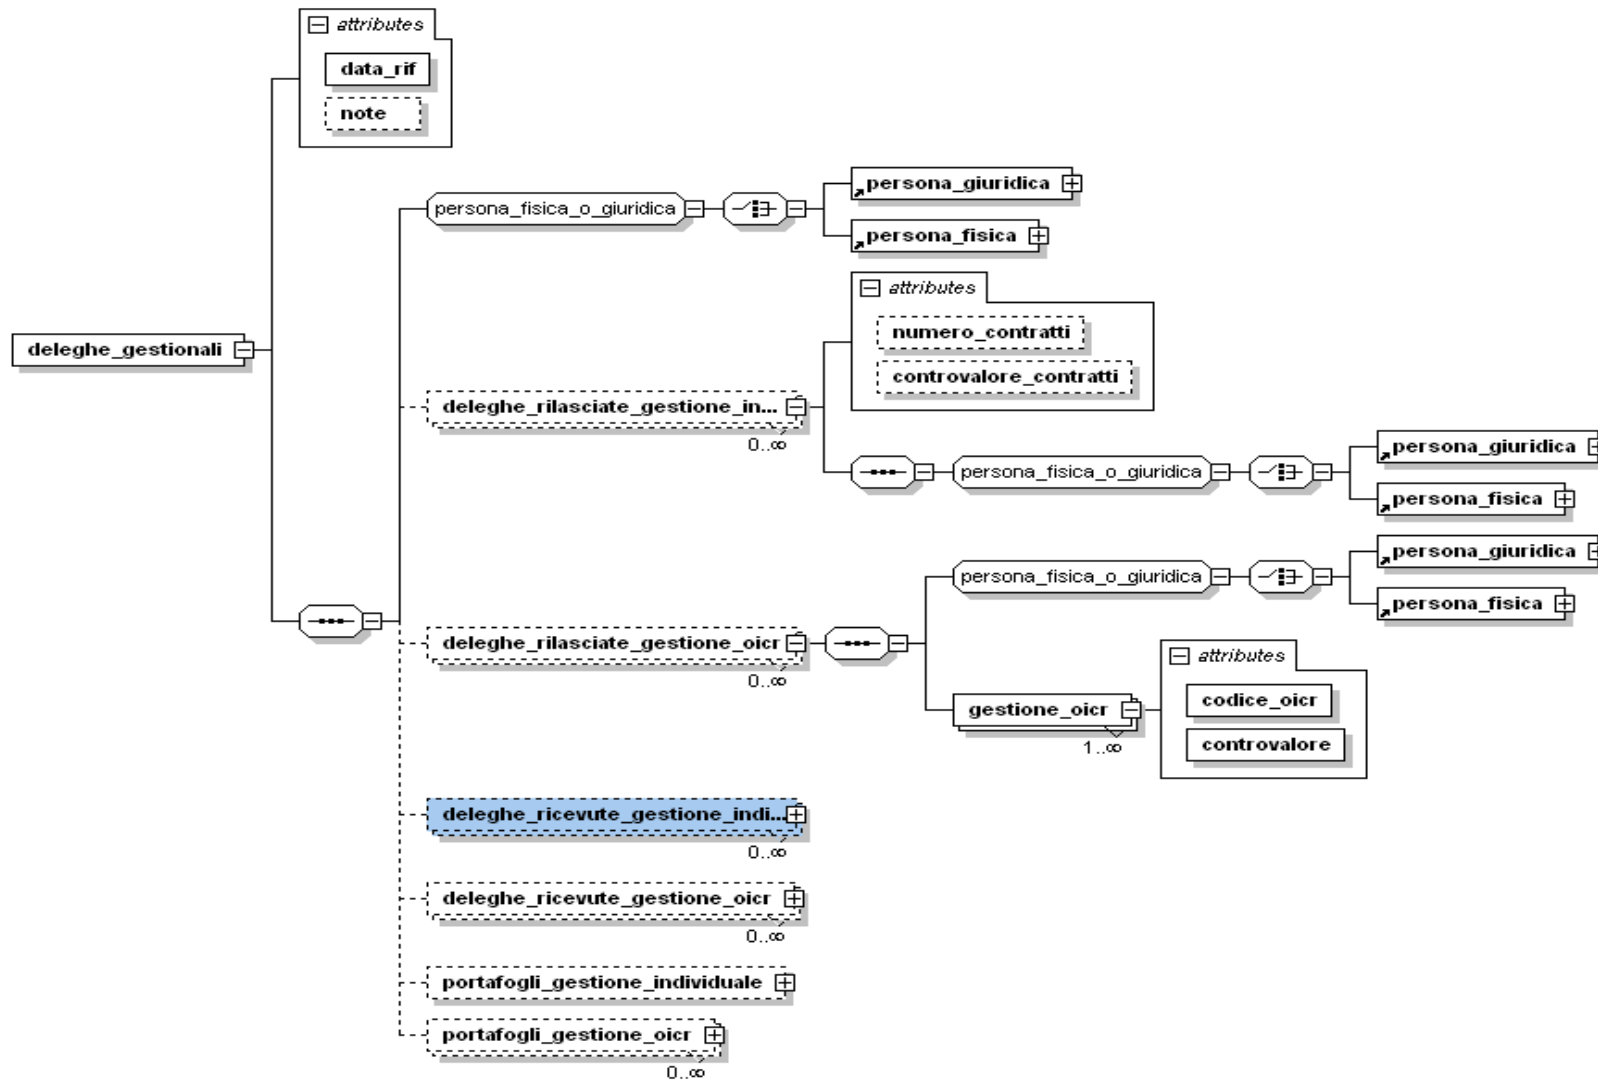 attributes
data_rif
note
persona_fisica_o_giuridica
persona_giuridica
persona_fisica
attributes
numero_contratti
controvalore_contratti
deleghe_gestionali
deleghe_rilasciate_gestione_in...
0..∞
persona_fisica_o_giuridica
persona_giuridica
persona_fisica
persona_fisica_o_giuridica
persona_giuridica
persona_fisica
deleghe_rilasciate_gestione_oicr
0..∞
attributes
codice_oicr
controvalore
gestione_oicr
1..∞
deleghe_ricevute_gestione_indi...
0..∞
deleghe_ricevute_gestione_oicr
0..∞
portafogli_gestione_individuale
portafogli_gestione_oicr
0..∞